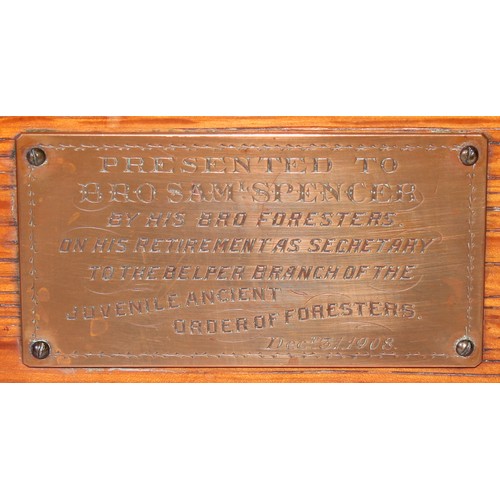 PRESENTED TO
BRO SAML SPENCER
BY HIS BRO FORESTERS.
ON HIS RETIREMENT AS SECRETARY
TO THE BELPER BRANCH OF THE
JUVENILE ANCIENT
ORDER OF FORESTERS.
1908.